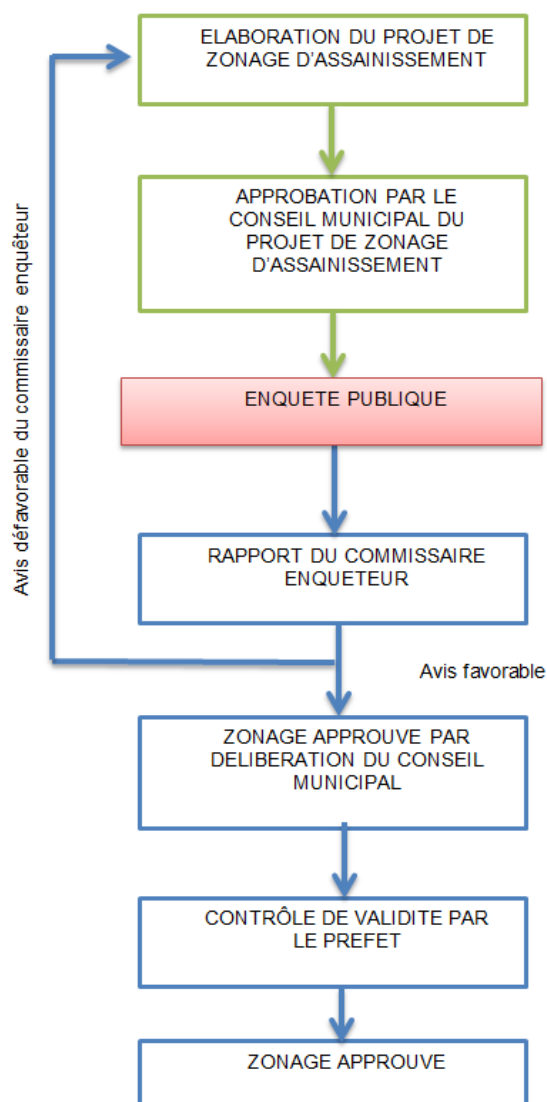 ELABORATION DU PROJET DE
ZONAGE D'ASSAINISSEMENT
APPROBATION PAR LE
CONSEIL MUNICIPAL DU
PROJET DE ZONAGE
D'ASSAINISSEMENT
ENQUETE PUBLIQUE
RAPPORT DU COMMISSAIRE
ENQUETEUR
Avis défavorable du commissaire enquêteur
Avis favorable
ZONAGE APPROUVE PAR
DELIBERATION DU CONSEIL
MUNICIPAL
CONTRÔLE DE VALIDITE PAR
LE PREFET
ZONAGE APPROUVE